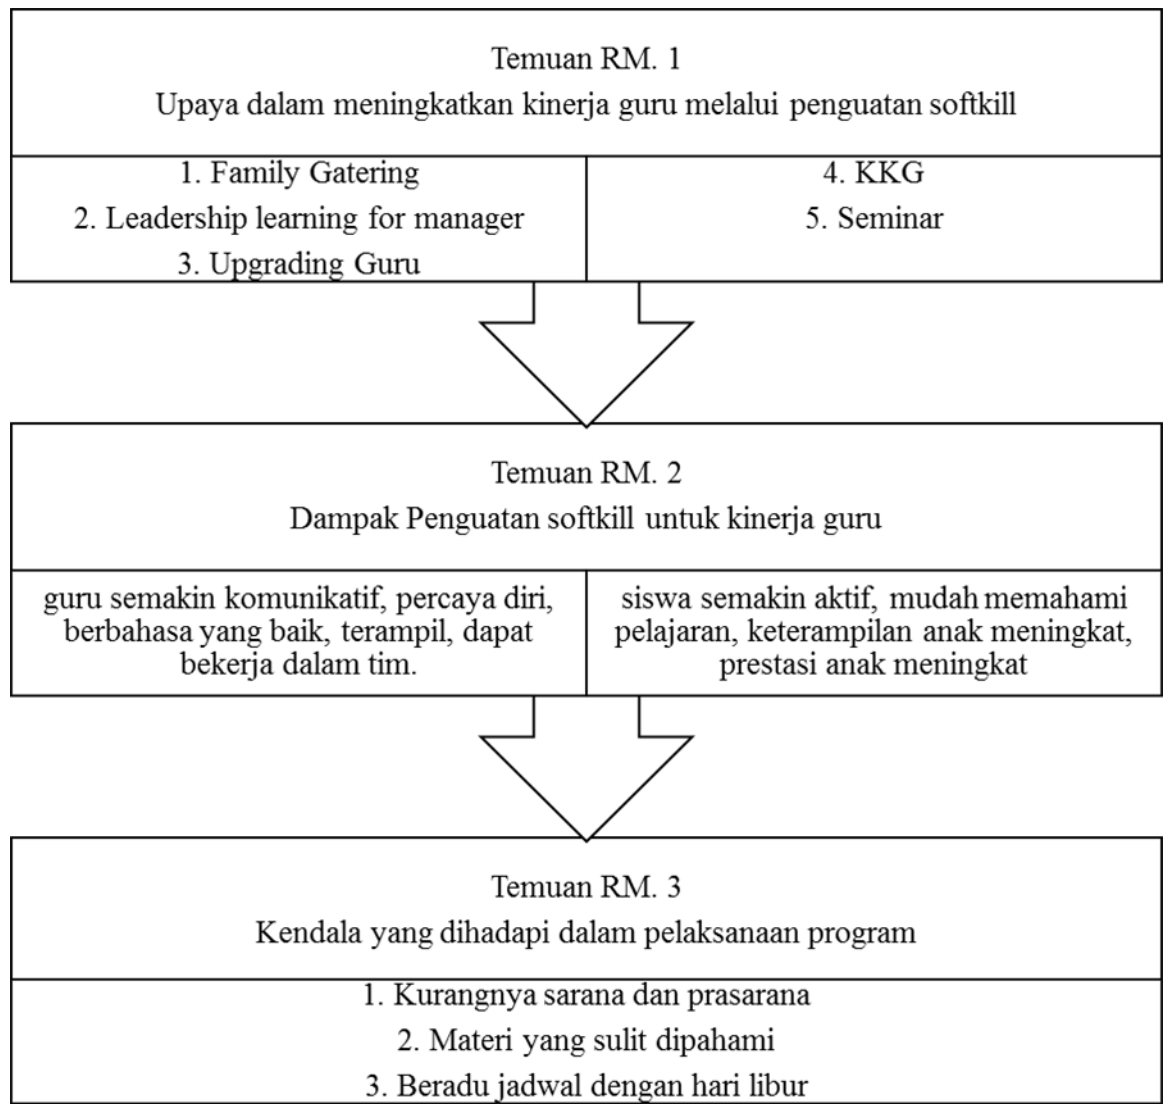 Temuan RM. 1
Upaya dalam meningkatkan kinerja guru melalui penguatan softkill
1. Family Gatering
2. Leadership learning for manager
3. Upgrading Guru
4. KKG
5. Seminar
Temuan RM. 2
Dampak Penguatan softkill untuk kinerja guru
guru semakin komunikatif, percaya diri,
berbahasa yang baik, terampil, dapat
bekerja dalam tim.
siswa semakin aktif, mudah memahami
pelajaran, keterampilan anak meningkat,
prestasi anak meningkat
Temuan RM. 3
Kendala yang dihadapi dalam pelaksanaan program
1. Kurangnya sarana dan prasarana
2. Materi yang sulit dipahami
3. Beradu jadwal dengan hari libur